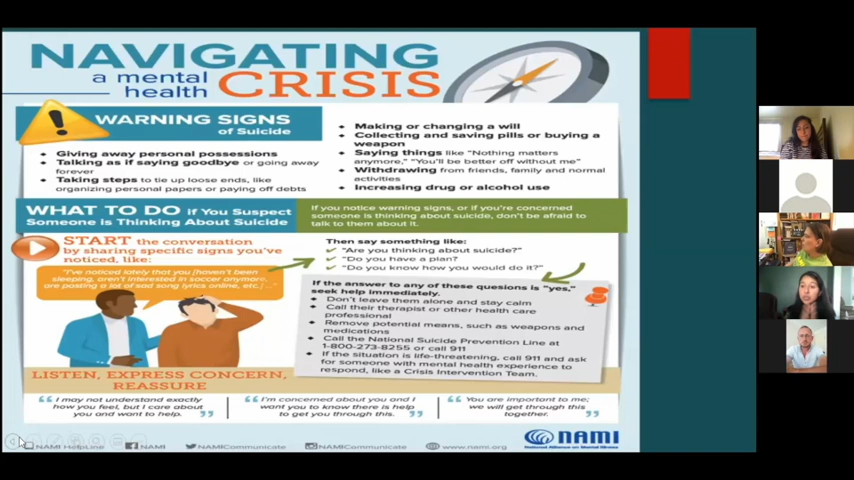 NAVIGATING
a mental
health
CRISIS
WARNING SIGNS
of Suicide
Giving away personal possessions
Talking as if saying goodbye or going away
forever
Taking steps to tie up loose ends, like
organizing personal papers or paying off debts
Making or changing a will
Collecting and saving pills or buying a
weapon
Saying things like "Nothing matters
anymore," "You'll be better off without me"
Withdrawing from friends, family and normal
activities
Increasing drug or alcohol use
WHAT TO DO if You Suspect
Someone is Thinking About Suicide
If you notice warning signs, or if you're concerned
someone is thinking about suicide, don't be afraid to
talk to them about it.
START the conversation
by sharing specific signs you've
noticed, like:
"I've noticed lately that you [haven't been
sleeping, aren't interested in soccer anymore,
are posting a lot of sad song lyrics online, etc.]..."
Then say something like:
"Are you thinking about suicide?"
"Do you have a plan?
"Do you know how you would do it?"
If the answer to any of these quesions is "yes,"
seek help immediately.
Don't leave them alone and stay calm
Call their therapist or other health care
professional
Remove potential means, such as weapons and
medications
Call the National Suicide Prevention Line at
1-800-273-8255 or call 911
If the situation is life-threatening, call 911 and ask
for someone with mental health experience to
respond, like a Crisis Intervention Team.
LISTEN, EXPRESS CONCERN,
REASSURE
"I may not understand exactly
how you feel, but I care about
you and want to help."
"I'm concerned about you and I
want you to know there is help
to get you through this."
"You are important to me;
we will get through this
together."
NAMI HelpLine
NAMI
NAMICommunicate
NAMICommunicate
www.nami.org
NAMI
National Alliance on Mental Illness